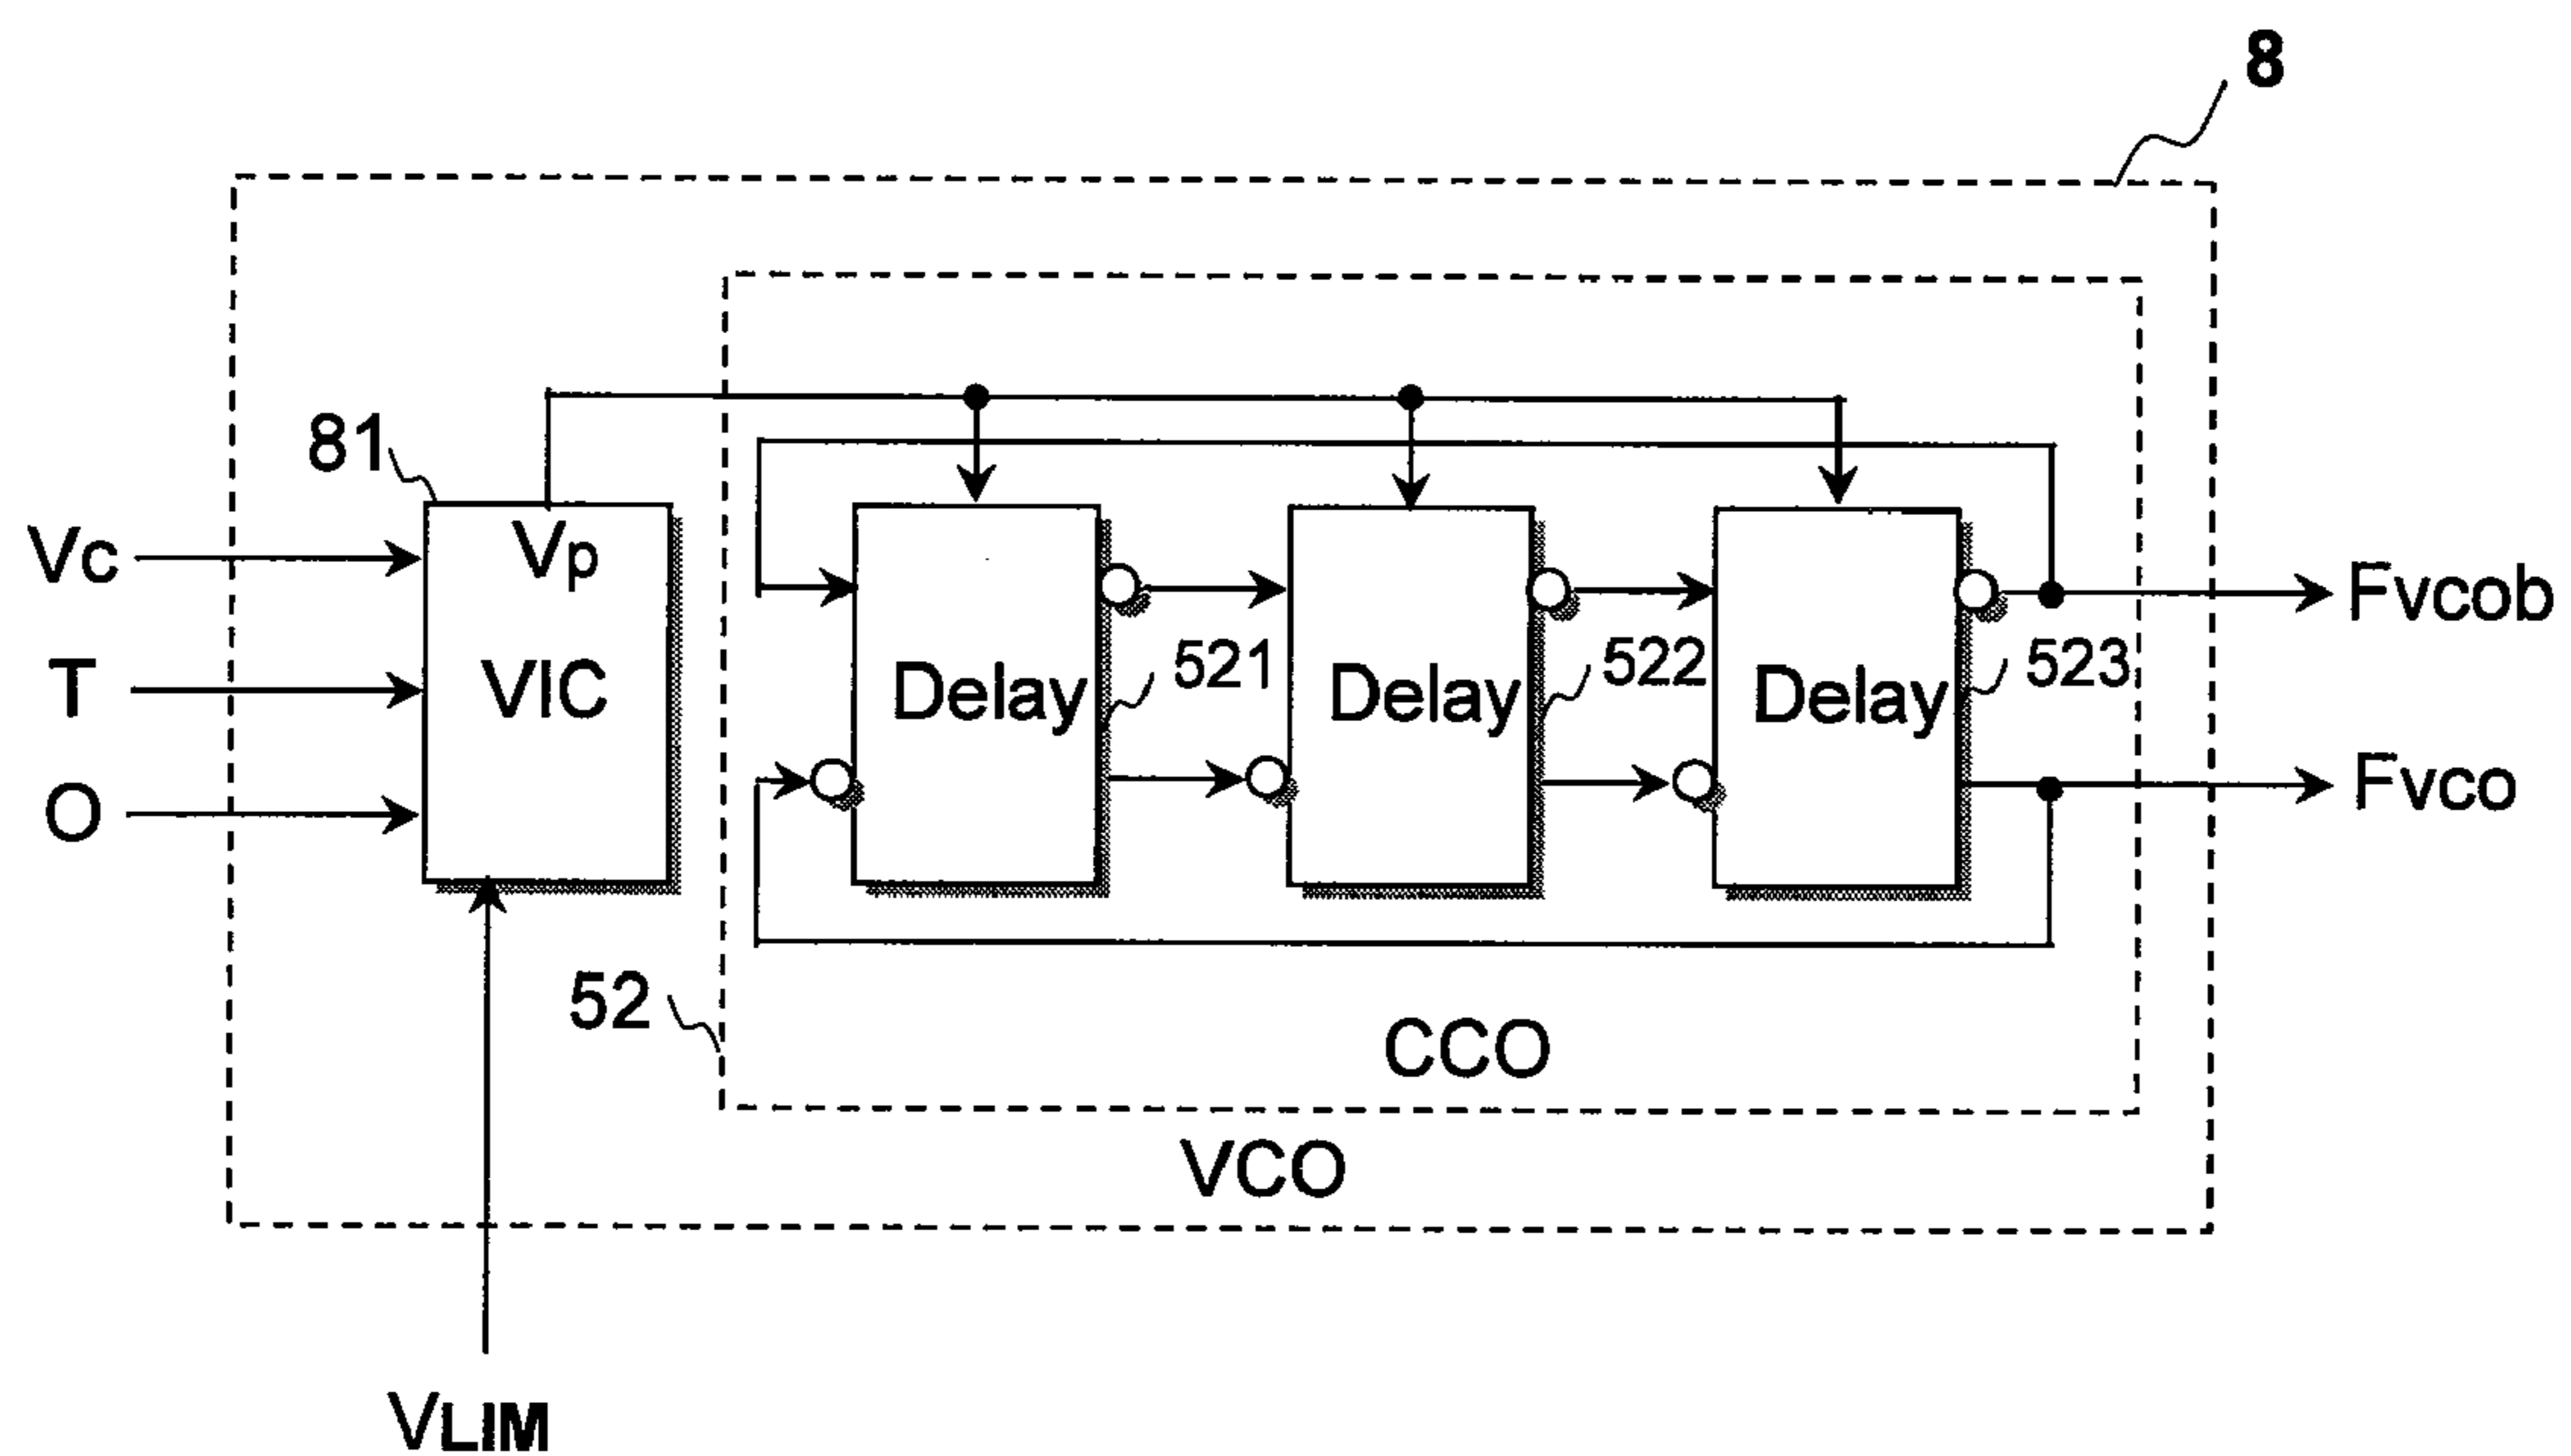 8
81
Vc
Vp
Fvcob
T
VIC
Delay
521
Delay
522
Delay
523
O
Fvco
52
CCO
VCO
VLIM